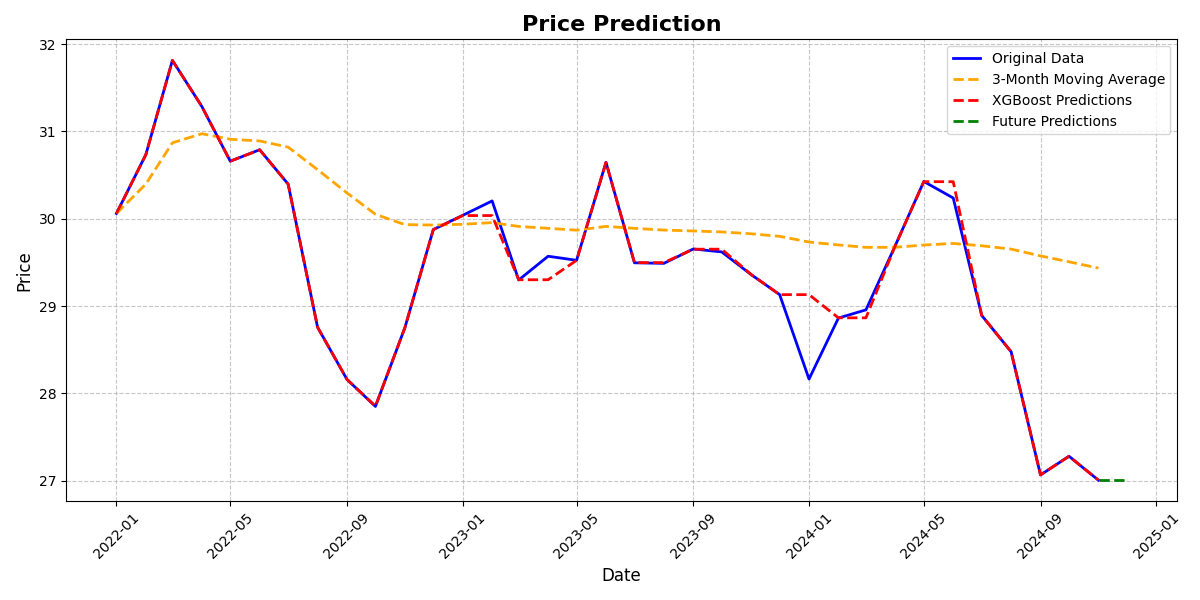 Price Prediction
32
31
30
29
28
27
Price
Original Data
3-Month Moving Average
XGBoost Predictions
Future Predictions
2022-01
2022-05
2022-09
2023-01
2023-05
2023-09
2024-01
2024-05
2024-09
2025-01
Date